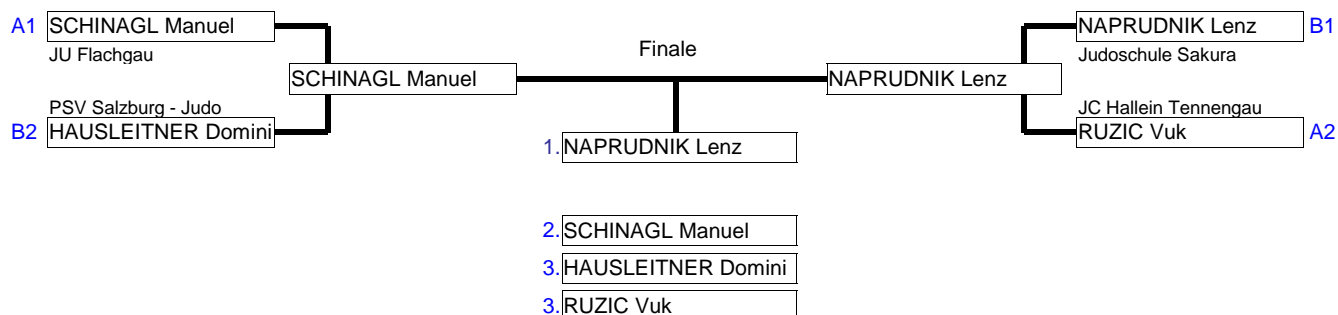 A1 SCHINAGL Manuel
JU Flachgau
SCHINAGL Manuel
PSV Salzburg - Judo
B2 HAUSLEITNER Domini
Finale
NAPRUDNIK Lenz B1
Judoschule Sakura
NAPRUDNIK Lenz
JC Hallein Tennengau
RUZIC Vuk A2
1. NAPRUDNIK Lenz
2. SCHINAGL Manuel
3. HAUSLEITNER Domini
3. RUZIC Vuk